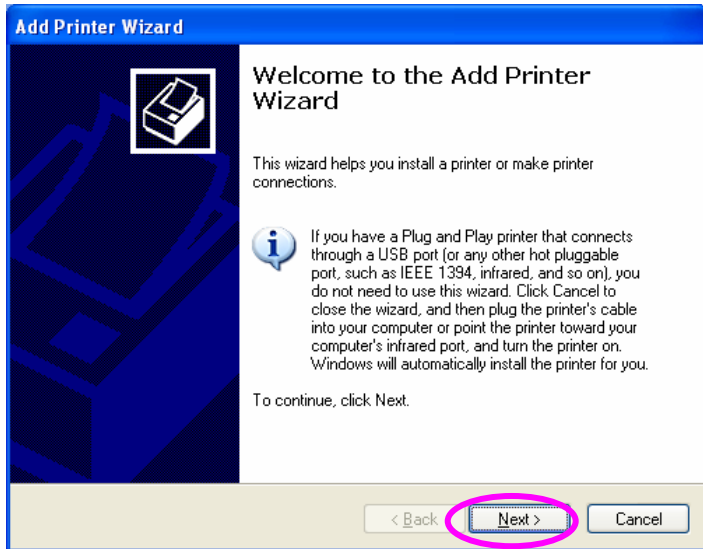 Add Printer Wizard
Welcome to the Add Printer
Wizard
This wizard helps you install a printer or make printer
connections.
If you have a Plug and Play printer that connects
through a USB port (or any other hot pluggable
port, such as IEEE 1394, infrared, and so on), you
do not need to use this wizard. Click Cancel to
close the wizard, and then plug the printer's cable
into your computer or point the printer toward your
computer's infrared port, and turn the printer on.
Windows will automatically install the printer for you.
To continue, click Next.
< Back Next > Cancel